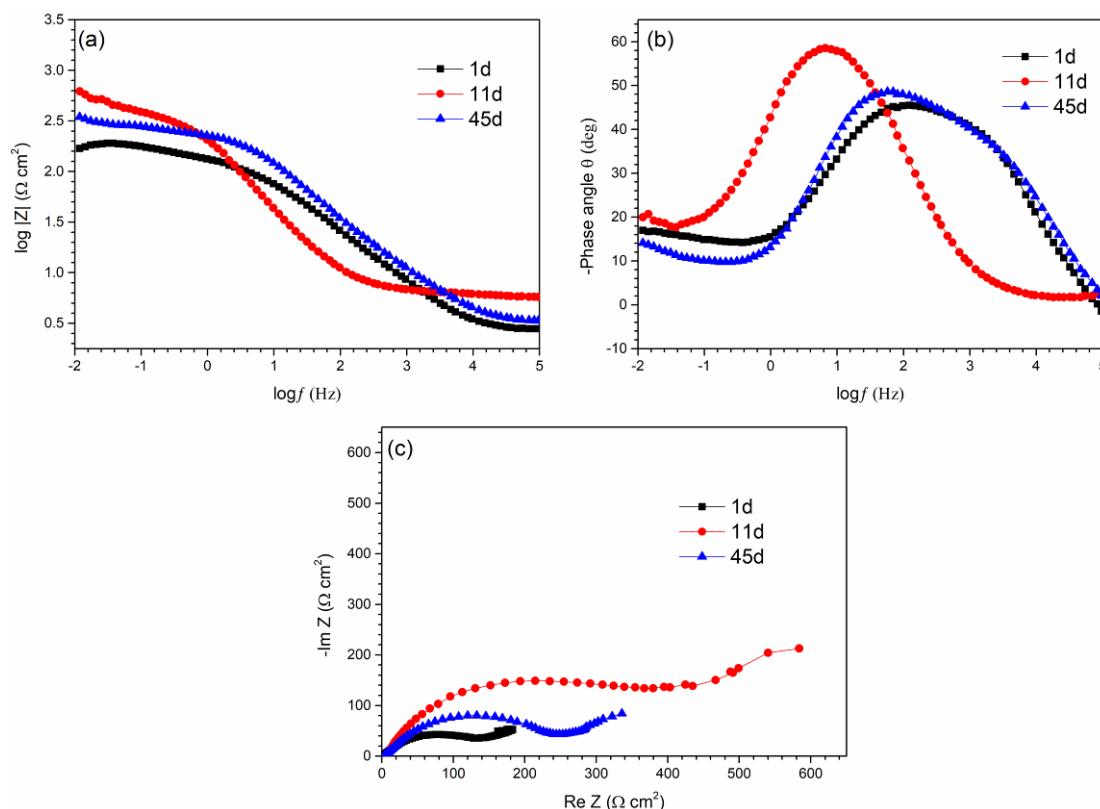 (a)
1d
11d
45d
3.5
3.0
2.5
2.0
1.5
1.0
0.5
log |Z| (Ω cm²)
-2 -1 0 1 2 3 4 5
logf (Hz)
(b)
1d
11d
45d
60
50
40
30
20
10
0
-10
-Phase angle θ (deg)
-2 -1 0 1 2 3 4 5
logf (Hz)
(c)
1d
11d
45d
600
500
400
300
200
100
0
-Im Z (Ω cm²)
0 100 200 300 400 500 600
Re Z (Ω cm²)